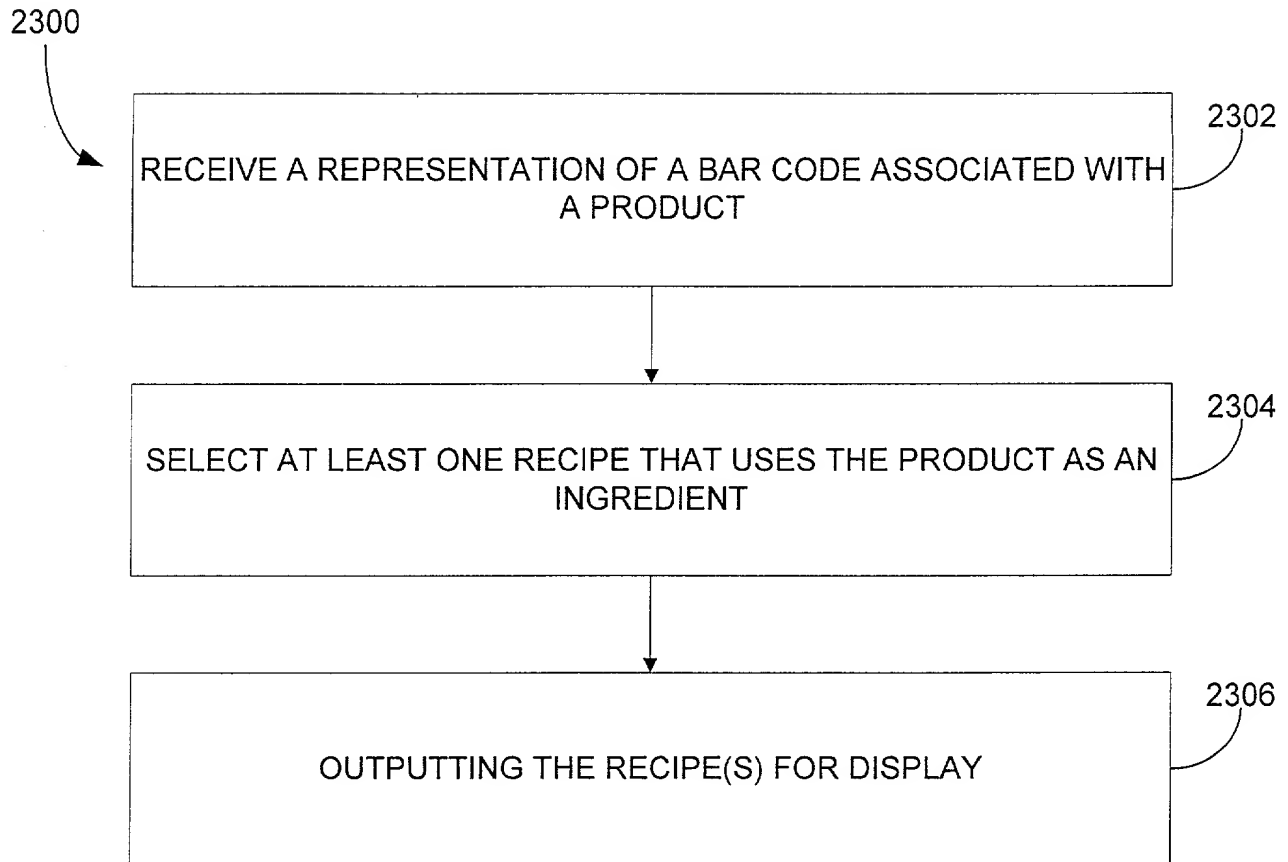 2300
2302
RECEIVE A REPRESENTATION OF A BAR CODE ASSOCIATED WITH
A PRODUCT
2304
SELECT AT LEAST ONE RECIPE THAT USES THE PRODUCT AS AN
INGREDIENT
2306
OUTPUTTING THE RECIPE(S) FOR DISPLAY